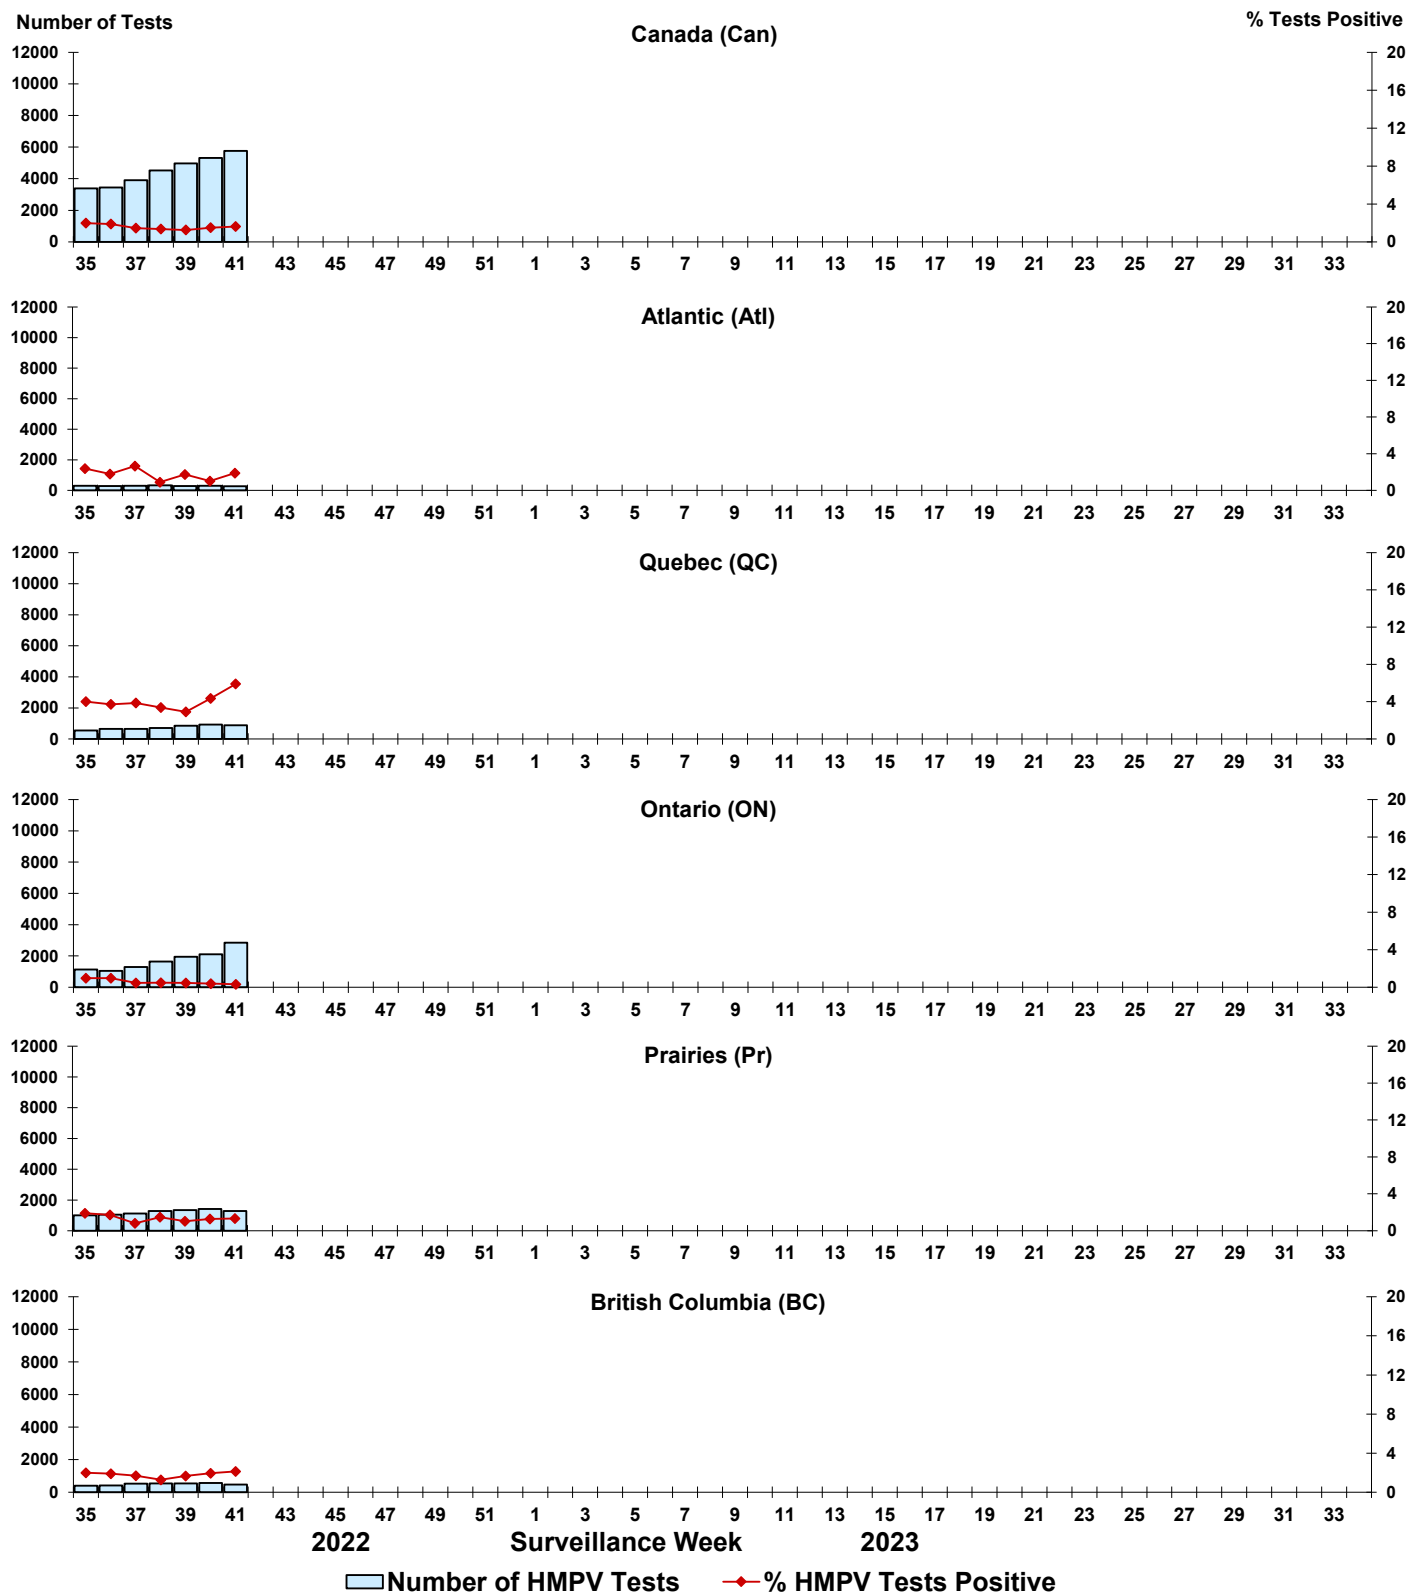 Number of Tests
% Tests Positive
Canada (Can)
12000 20
10000 16
8000
6000 12
4000 8
2000 4
0 0
35 37 39 41 43 45 47 49 51 1 3 5 7 9 11 13 15 17 19 21 23 25 27 29 31 33
Atlantic (Atl)
12000 20
10000 16
8000
6000 12
4000 8
2000 4
0 0
35 37 39 41 43 45 47 49 51 1 3 5 7 9 11 13 15 17 19 21 23 25 27 29 31 33
Quebec (QC)
12000 20
10000 16
8000
6000 12
4000 8
2000 4
0 0
35 37 39 41 43 45 47 49 51 1 3 5 7 9 11 13 15 17 19 21 23 25 27 29 31 33
Ontario (ON)
12000 20
10000 16
8000
6000 12
4000 8
2000 4
0 0
35 37 39 41 43 45 47 49 51 1 3 5 7 9 11 13 15 17 19 21 23 25 27 29 31 33
Prairies (Pr)
12000 20
10000 16
8000
6000 12
4000 8
2000 4
0 0
35 37 39 41 43 45 47 49 51 1 3 5 7 9 11 13 15 17 19 21 23 25 27 29 31 33
British Columbia (BC)
12000 20
10000 16
8000
6000 12
4000 8
2000 4
0 0
35 37 39 41 43 45 47 49 51 1 3 5 7 9 11 13 15 17 19 21 23 25 27 29 31 33
2022 Surveillance Week 2023
Number of HMPV Tests % HMPV Tests Positive